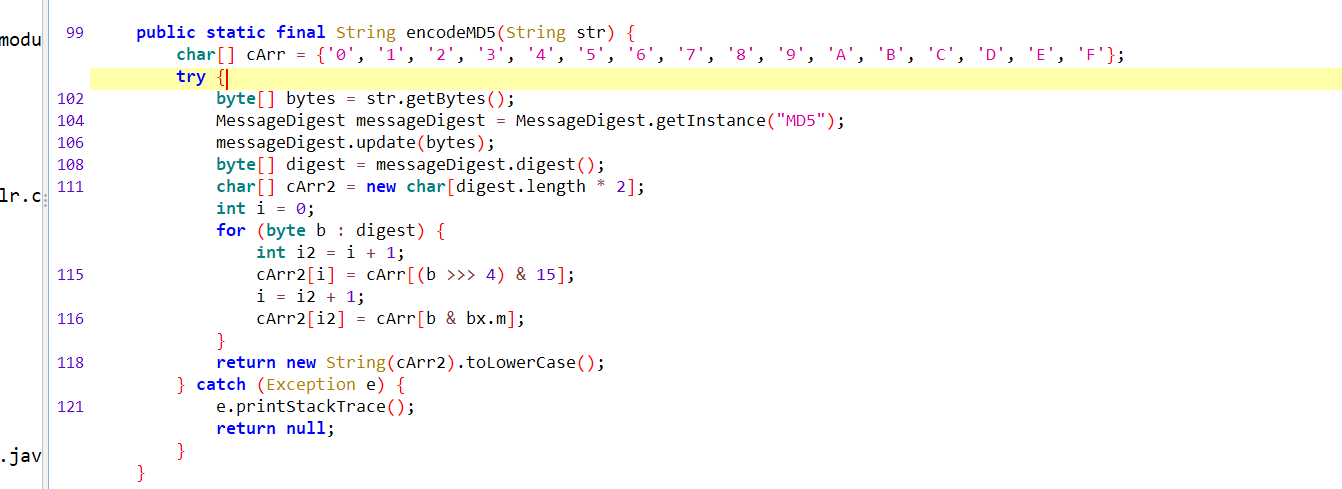 modu
lr.c
.jav
99 public static final String encodeMD5(String str) {
char[] cArr = {'0', '1', '2', '3', '4', '5', '6', '7', '8', '9', 'A', 'B', 'C', 'D', 'E', 'F'};
try {
102 byte[] bytes = str.getBytes();
104 MessageDigest messageDigest = MessageDigest.getInstance("MD5");
106 messageDigest.update(bytes);
108 byte[] digest = messageDigest.digest();
111 char[] cArr2 = new char[digest.length * 2];
int i = 0;
for (byte b : digest) {
int i2 = i + 1;
115 cArr2[i] = cArr[(b >>> 4) & 15];
i = i2 + 1;
116 cArr2[i2] = cArr[b & bx.m];
}
118 return new String(cArr2).toLowerCase();
} catch (Exception e) {
121 e.printStackTrace();
return null;
}
}